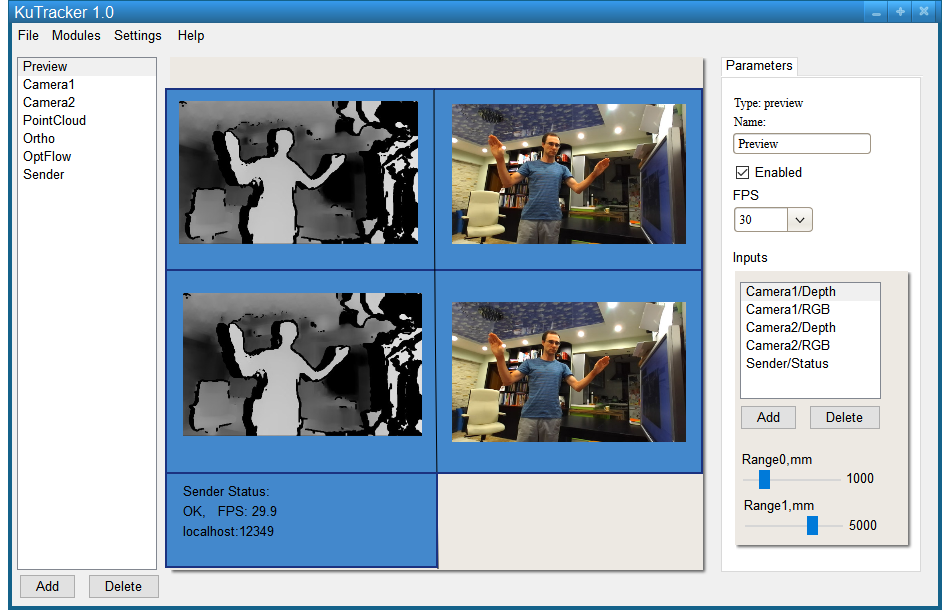 KuTracker 1.0
File Modules Settings Help
Preview
Camera1
Camera2
PointCloud
Ortho
OptFlow
Sender
Add Delete
Sender Status:
OK, FPS: 29.9
localhost:12349
Parameters
Type: preview
Name:
Preview
Enabled
FPS
30
Inputs
Camera1/Depth
Camera1/RGB
Camera2/Depth
Camera2/RGB
Sender/Status
Add Delete
Range0,mm
1000
Range1,mm
5000